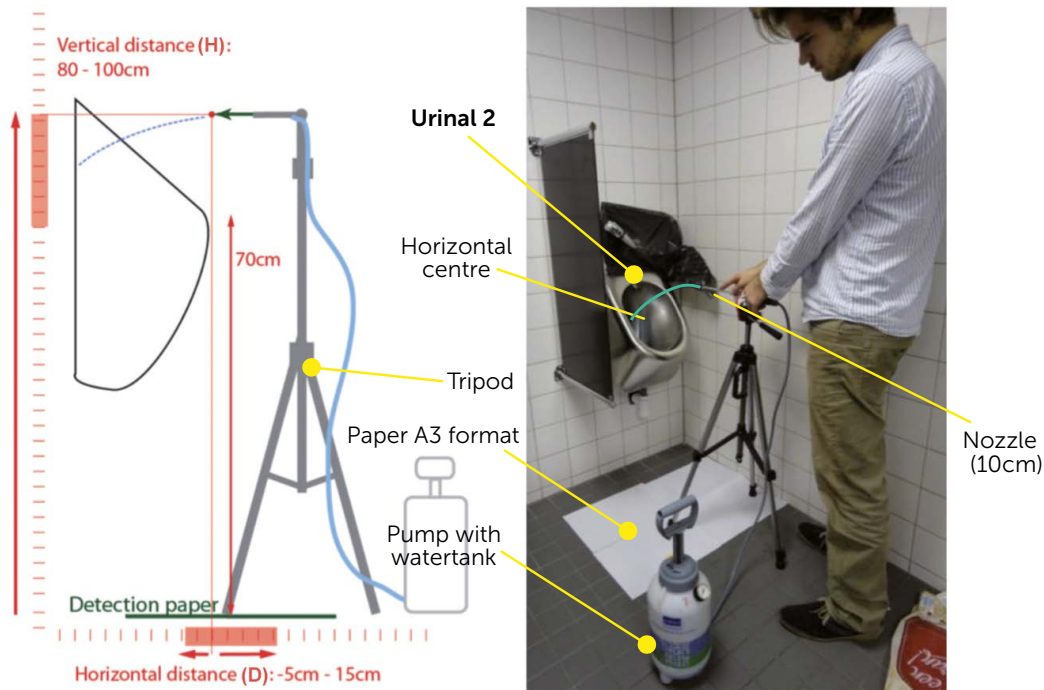 Vertical distance (H):
80 - 100cm
70cm
Detection paper
Horizontal distance (D): -5cm - 15cm
Urinal 2
Horizontal
centre
Tripod
Paper A3 format
Pump with
watertank
Nozzle
(10cm)